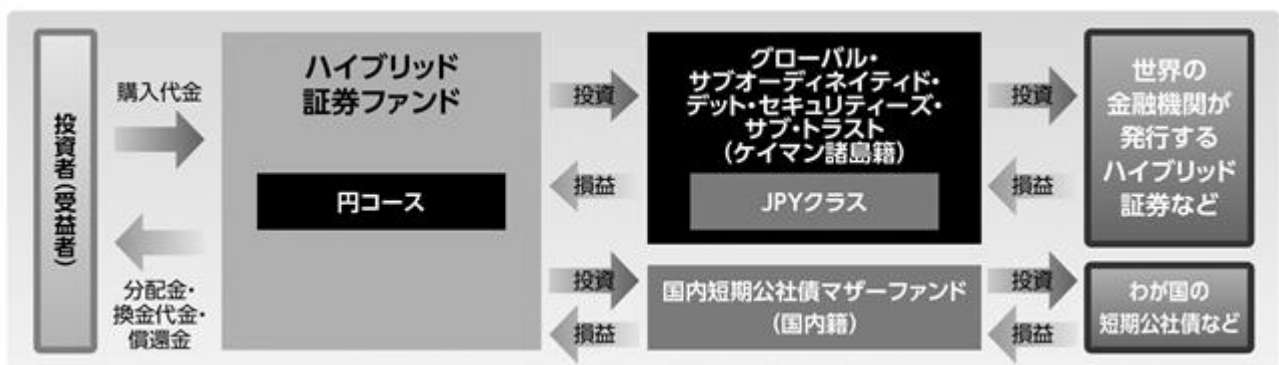 投資者(受益者)
購入代金
分配金・
換金代金・
償還金
ハイブリッド
証券ファンド
円コース
投資
損益
投資
損益
グローバル・
サブオーディネイティド・
デット・セキュリティーズ・
サブ・トラスト
(ケイマン諸島籍)
JPYクラス
国内短期公社債マザーファンド
(国内籍)
投資
損益
投資
損益
世界の
金融機関が
発行する
ハイブリッド
証券など
わが国の
短期公社債など